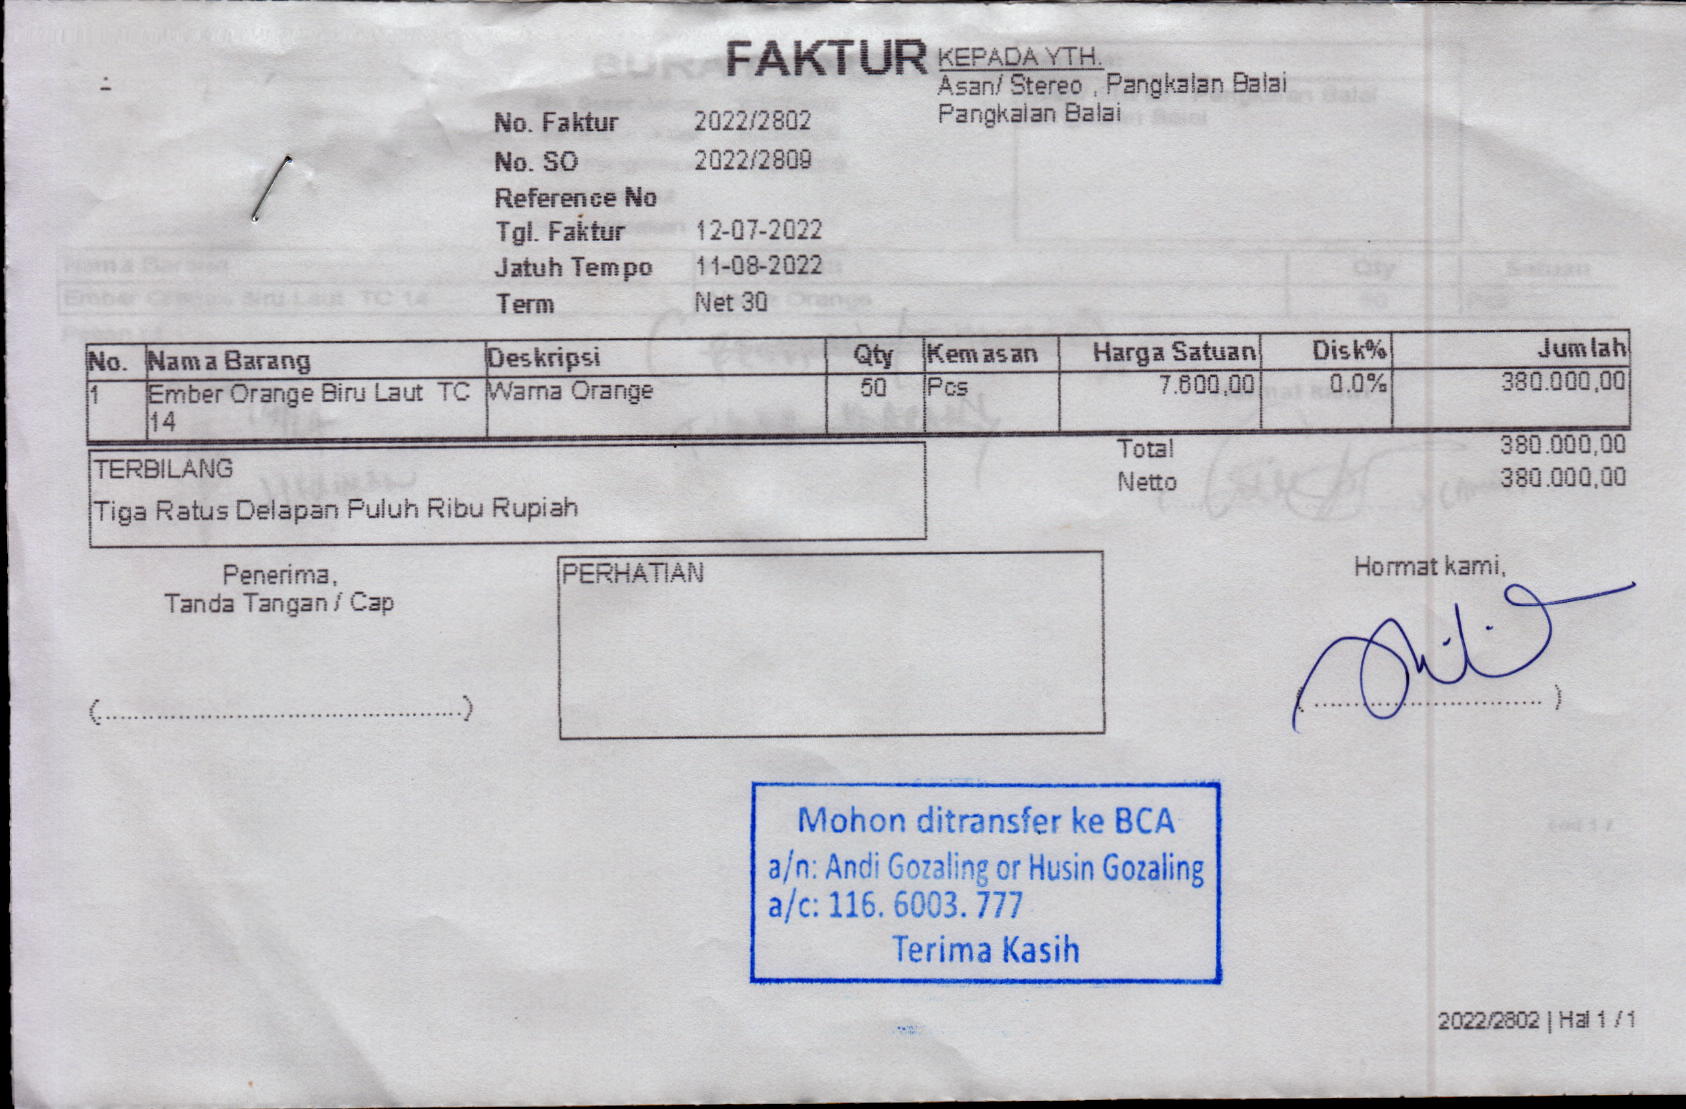 FAKTUR
KEPADA YTH.
Asan/ Stereo , Pangkalan Balai
Pangkalan Balai
No. Faktur 2022/2802
No. SO 2022/2809
Reference No
Tgl. Faktur 12-07-2022
Jatuh Tempo 11-08-2022
Term Net 30
No. Nama Barang Deskripsi Qty Kemasan Harga Satuan Disk% Jumlah
1 Ember Orange Biru Laut TC Warna Orange 50 Pcs 7.600,00 0.0% 380.000,00
14
Total 380.000,00
Netto 380.000,00
TERBILANG
Tiga Ratus Delapan Puluh Ribu Rupiah
Penerima,
Tanda Tangan / Cap
(................................................)
PERHATIAN
Hormat kami,
(.............................. )
Mohon ditransfer ke BCA
a/n: Andi Gozaling or Husin Gozaling
a/c: 116. 6003. 777
Terima Kasih
2022/2802 | Hal 1 / 1